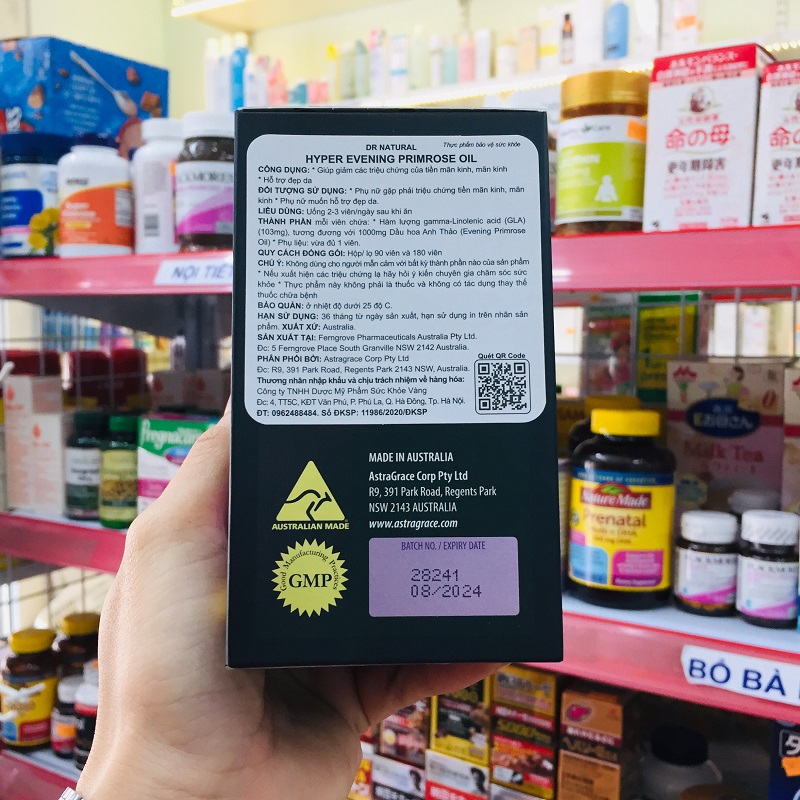 DR NATURAL
Thực phẩm bảo vệ sức khỏe
HYPER EVENING PRIMROSE OIL
CÔNG DỤNG: * Giúp giảm các triệu chứng của tiền mãn kinh, mãn kinh
* Hỗ trợ đẹp da
ĐỐI TƯỢNG SỬ DỤNG: * Phụ nữ gặp phải triệu chứng tiền mãn kinh, mãn
kinh * Phụ nữ muốn hỗ trợ đẹp da.
LIỀU DÙNG: Uống 2-3 viên/ngày sau khi ăn
THÀNH PHẦN mỗi viên chứa: * Hàm lượng gamma-Linolenic acid (GLA)
(103mg), tương đương với 1000mg Dầu hoa Anh Thảo (Evening Primrose
Oil) * Phụ liệu: vừa đủ 1 viên.
QUY CÁCH ĐÓNG GÓI: Hộp/ lọ 90 viên và 180 viên
CHÚ Ý: Không dùng cho người mẫn cảm với bất kỳ thành phần nào của sản phẩm
* Nếu xuất hiện các triệu chứng lạ hãy hỏi ý kiến chuyên gia chăm sóc sức
khỏe * Thực phẩm này không phải là thuốc và không có tác dụng thay thế
thuốc chữa bệnh
BẢO QUẢN: ở nhiệt độ dưới 25 độ C.
HẠN SỬ DỤNG: 36 tháng từ ngày sản xuất, hạn sử dụng in trên nhãn sản
phẩm. XUẤT XỨ: Australia.
SẢN XUẤT TẠI: Ferngrove Pharmaceuticals Australia Pty Ltd.
Đc: 5 Ferngrove Place South Granville NSW 2142 Australia.
PHÂN PHỐI BỞI: Astragrace Corp Pty Ltd
Quét QR Code
Đc: R9, 391 Park Road, Regents Park 2143 NSW, Australia.
Thương nhân nhập khẩu và chịu trách nhiệm về hàng hóa:
Công ty TNHH Dược Mỹ Phẩm Sức Khỏe Vàng
Đc: 4, TT5C, KĐT Văn Phú, P. Phú La, Q. Hà Đông, Tp. Hà Nội.
ĐT: 0962488484. Số ĐKSP: 11986/2020/ĐKSP
MADE IN AUSTRALIA
AstraGrace Corp Pty Ltd
R9, 391 Park Road, Regents Park
NSW 2143 AUSTRALIA
www.astragrace.com
AUSTRALIAN MADE
Good Manufacturing Practices
GMP
BATCH NO. / EXPIRY DATE
28241
08/2024
NỘI TIẾT
命の母
更年期障害
命の母
Pregnacare
Milk Tea
Nature Made
Prenatal
BỔ BÀ